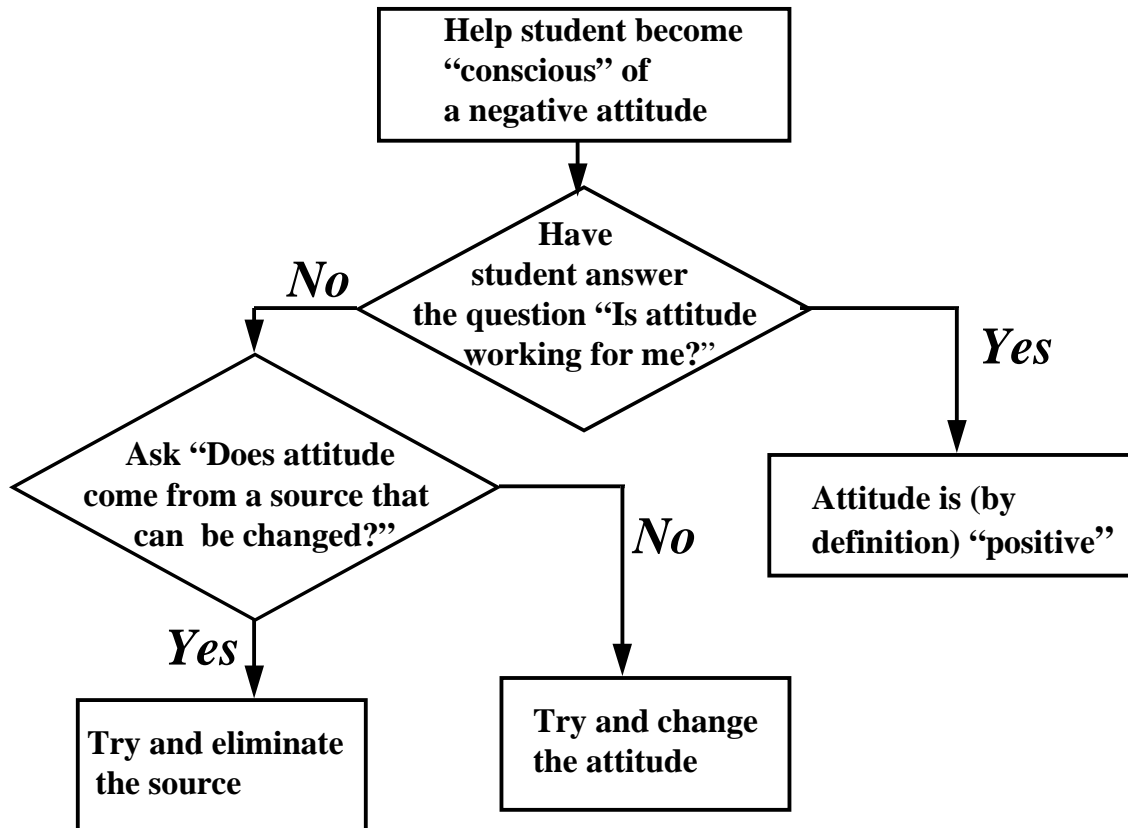 Help student become
“conscious” of
a negative attitude
Have
student answer
the question “Is attitude
working for me?”
No
Yes
Ask “Does attitude
come from a source that
can be changed?”
Attitude is (by
definition) “positive”
No
Yes
Try and change
the attitude
Try and eliminate
the source